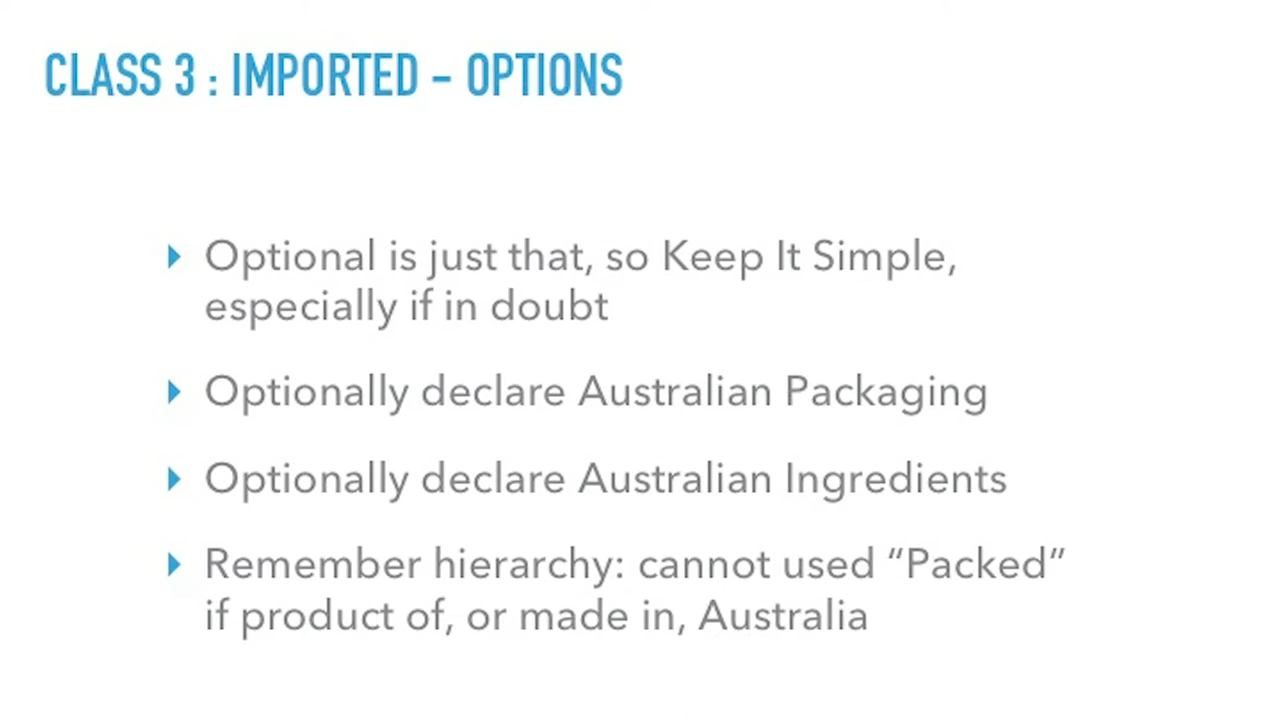 CLASS 3 : IMPORTED - OPTIONS
Optional is just that, so Keep It Simple,
especially if in doubt
Optionally declare Australian Packaging
Optionally declare Australian Ingredients
Remember hierarchy: cannot used “Packed”
if product of, or made in, Australia